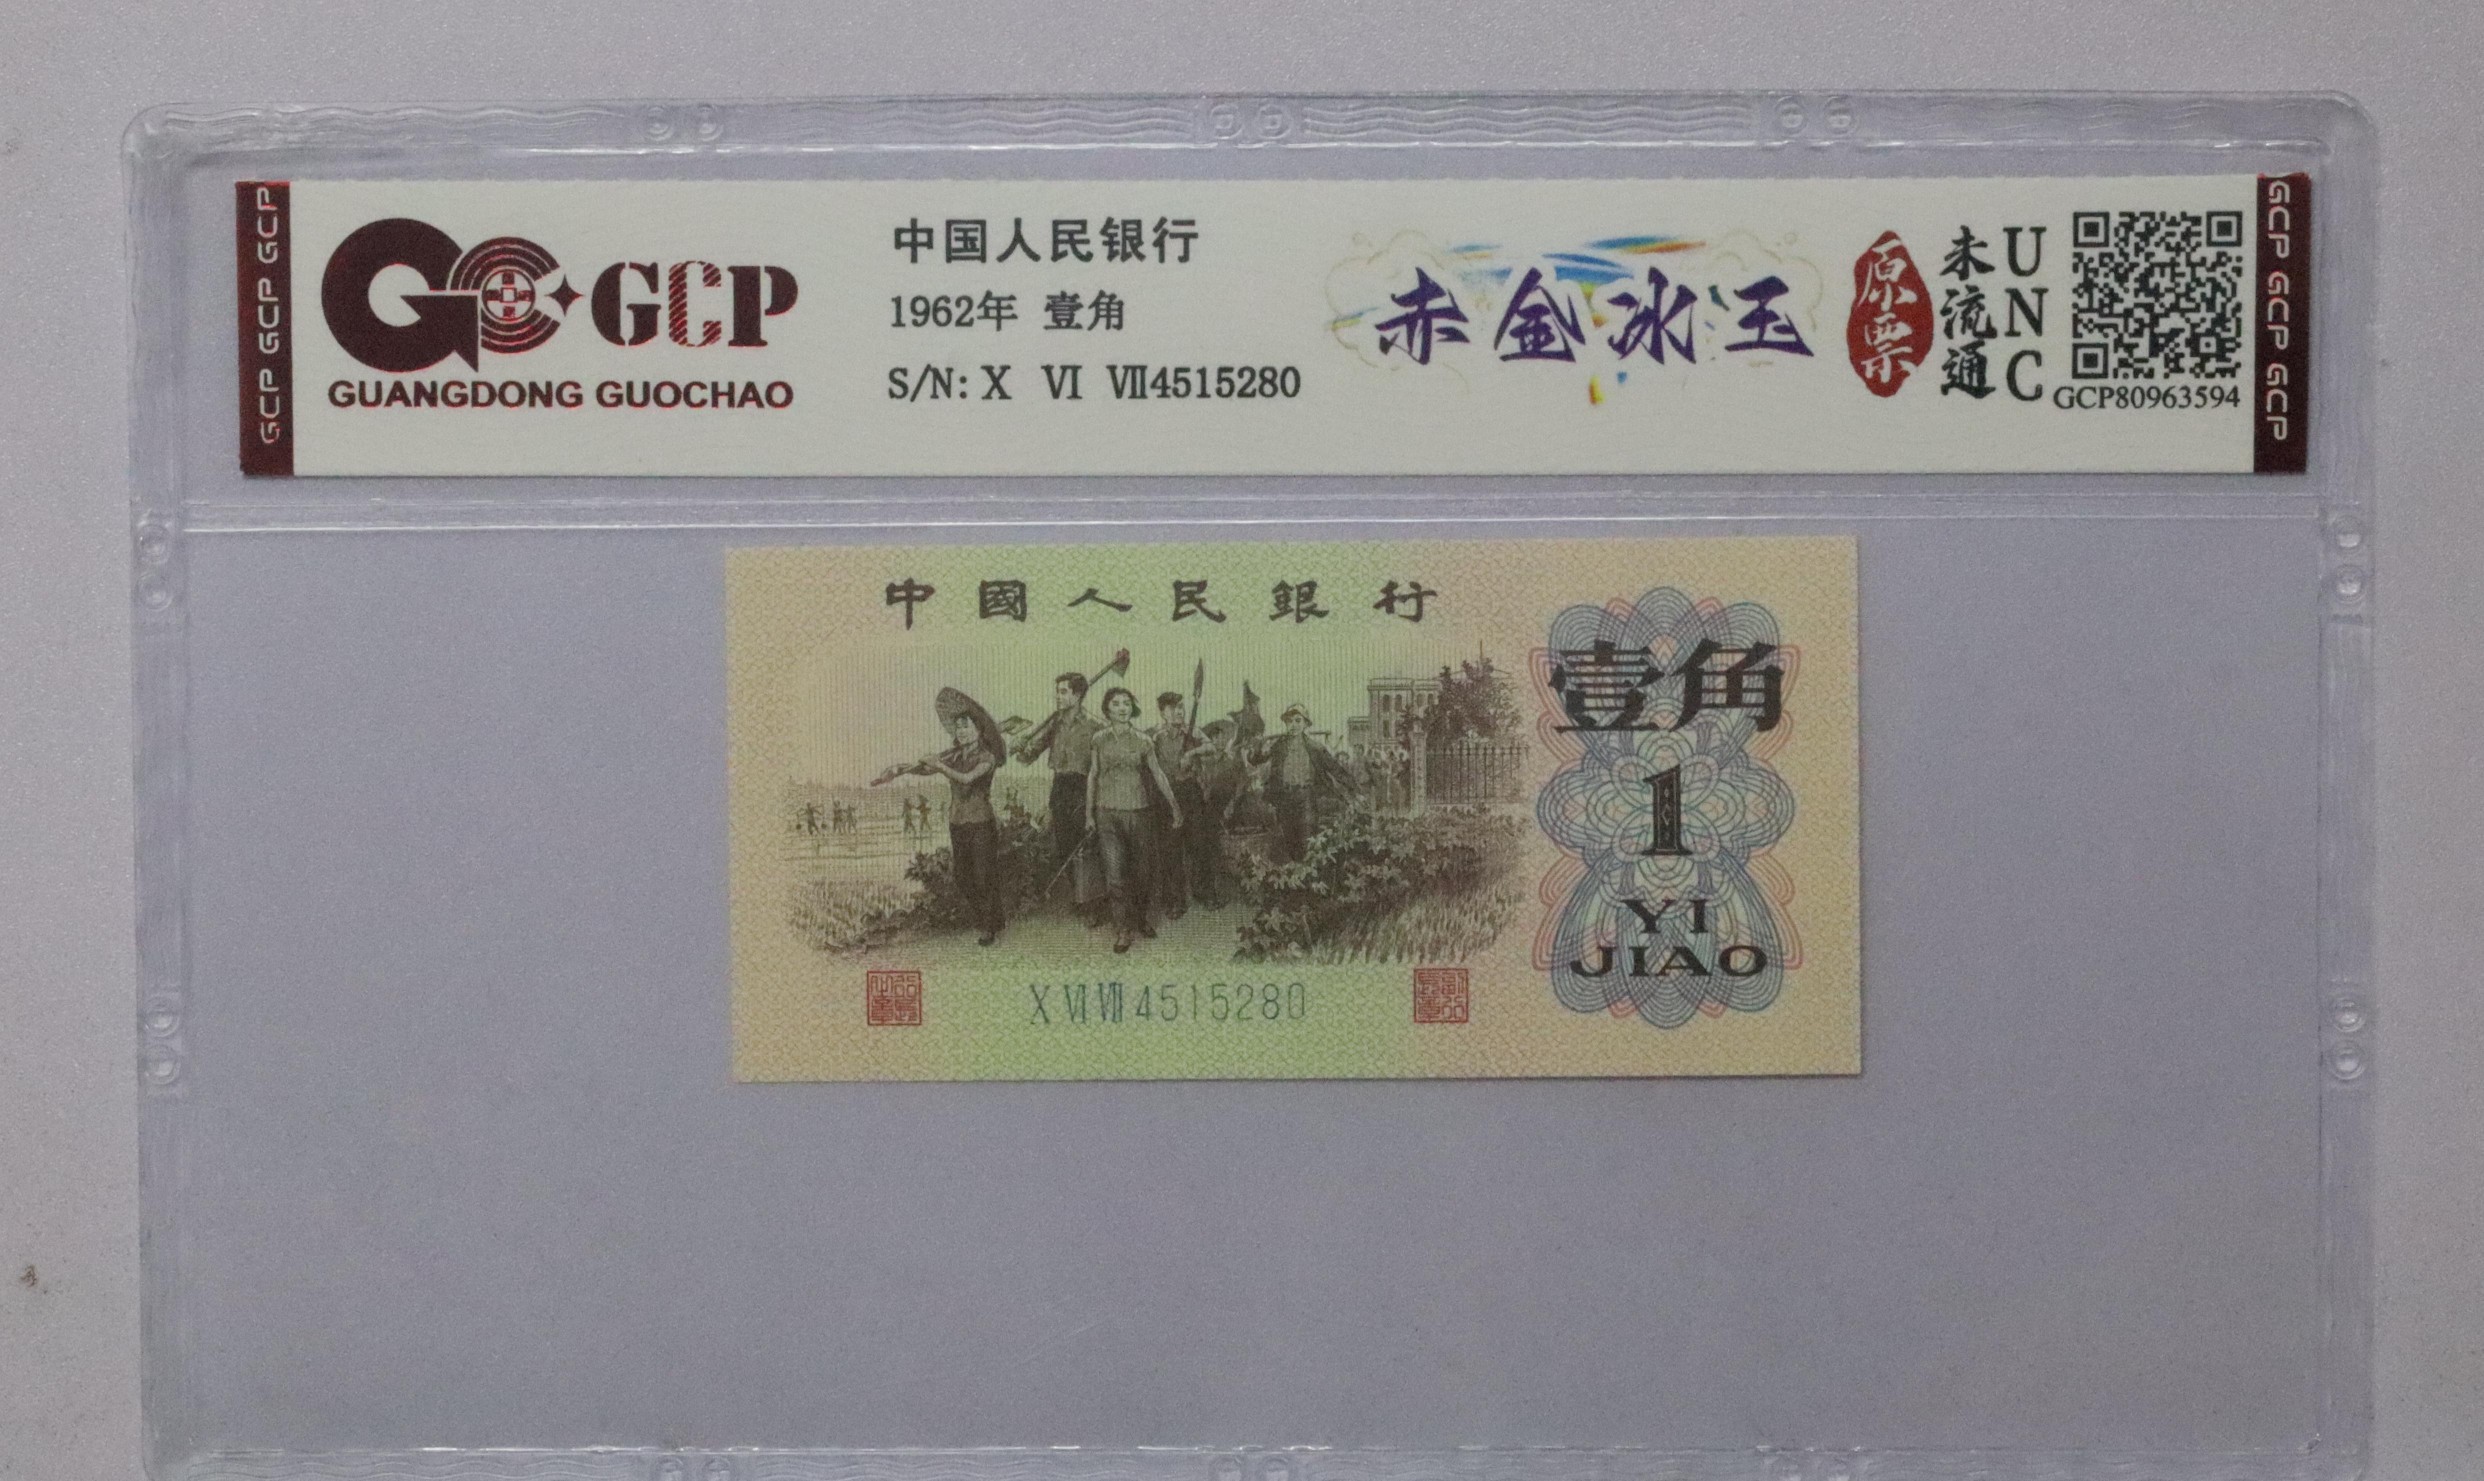 GCP GCP GCP
GCP
GUANGDONG GUOCHAO
中国人民银行
1962年 壹角
S/N: X VI VII4515280
赤金冰玉
原票
未流通
UNC
GCP80963594
GCP GCP GCP
中國人民銀行
壹角
1
YI
JIAO
X VI VII 4515280